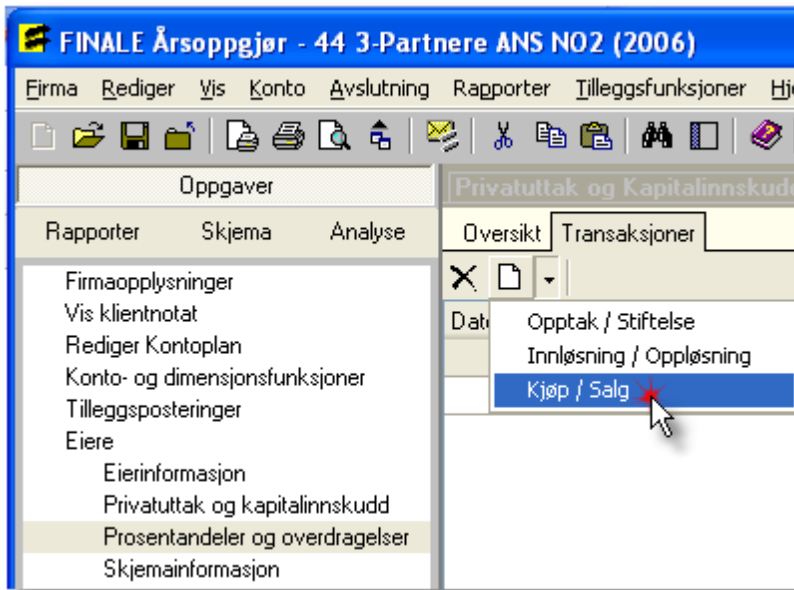 FINALE Årsoppgjør - 44 3-Partnere ANS NO2 (2006)
Firma Rediger Vis Konto Avslutning Rapporter Tilleggsfunksjoner
Oppgaver
Privatuttak og
Rapporter Skjema Analyse
Oversikt Transaksjoner
Firmaopplysninger
Vis klientnotat
Rediger Kontoplan
Konto- og dimensjonsfunksjoner
Tilleggsposteringer
Eiere
Eierinformasjon
Privatuttak og kapitalinnskudd
Prosentandeler og overdragelser
Skjemainformasjon
Opptak / Stiftelse
Innløsning / Oppløsning
Kjøp / Salg